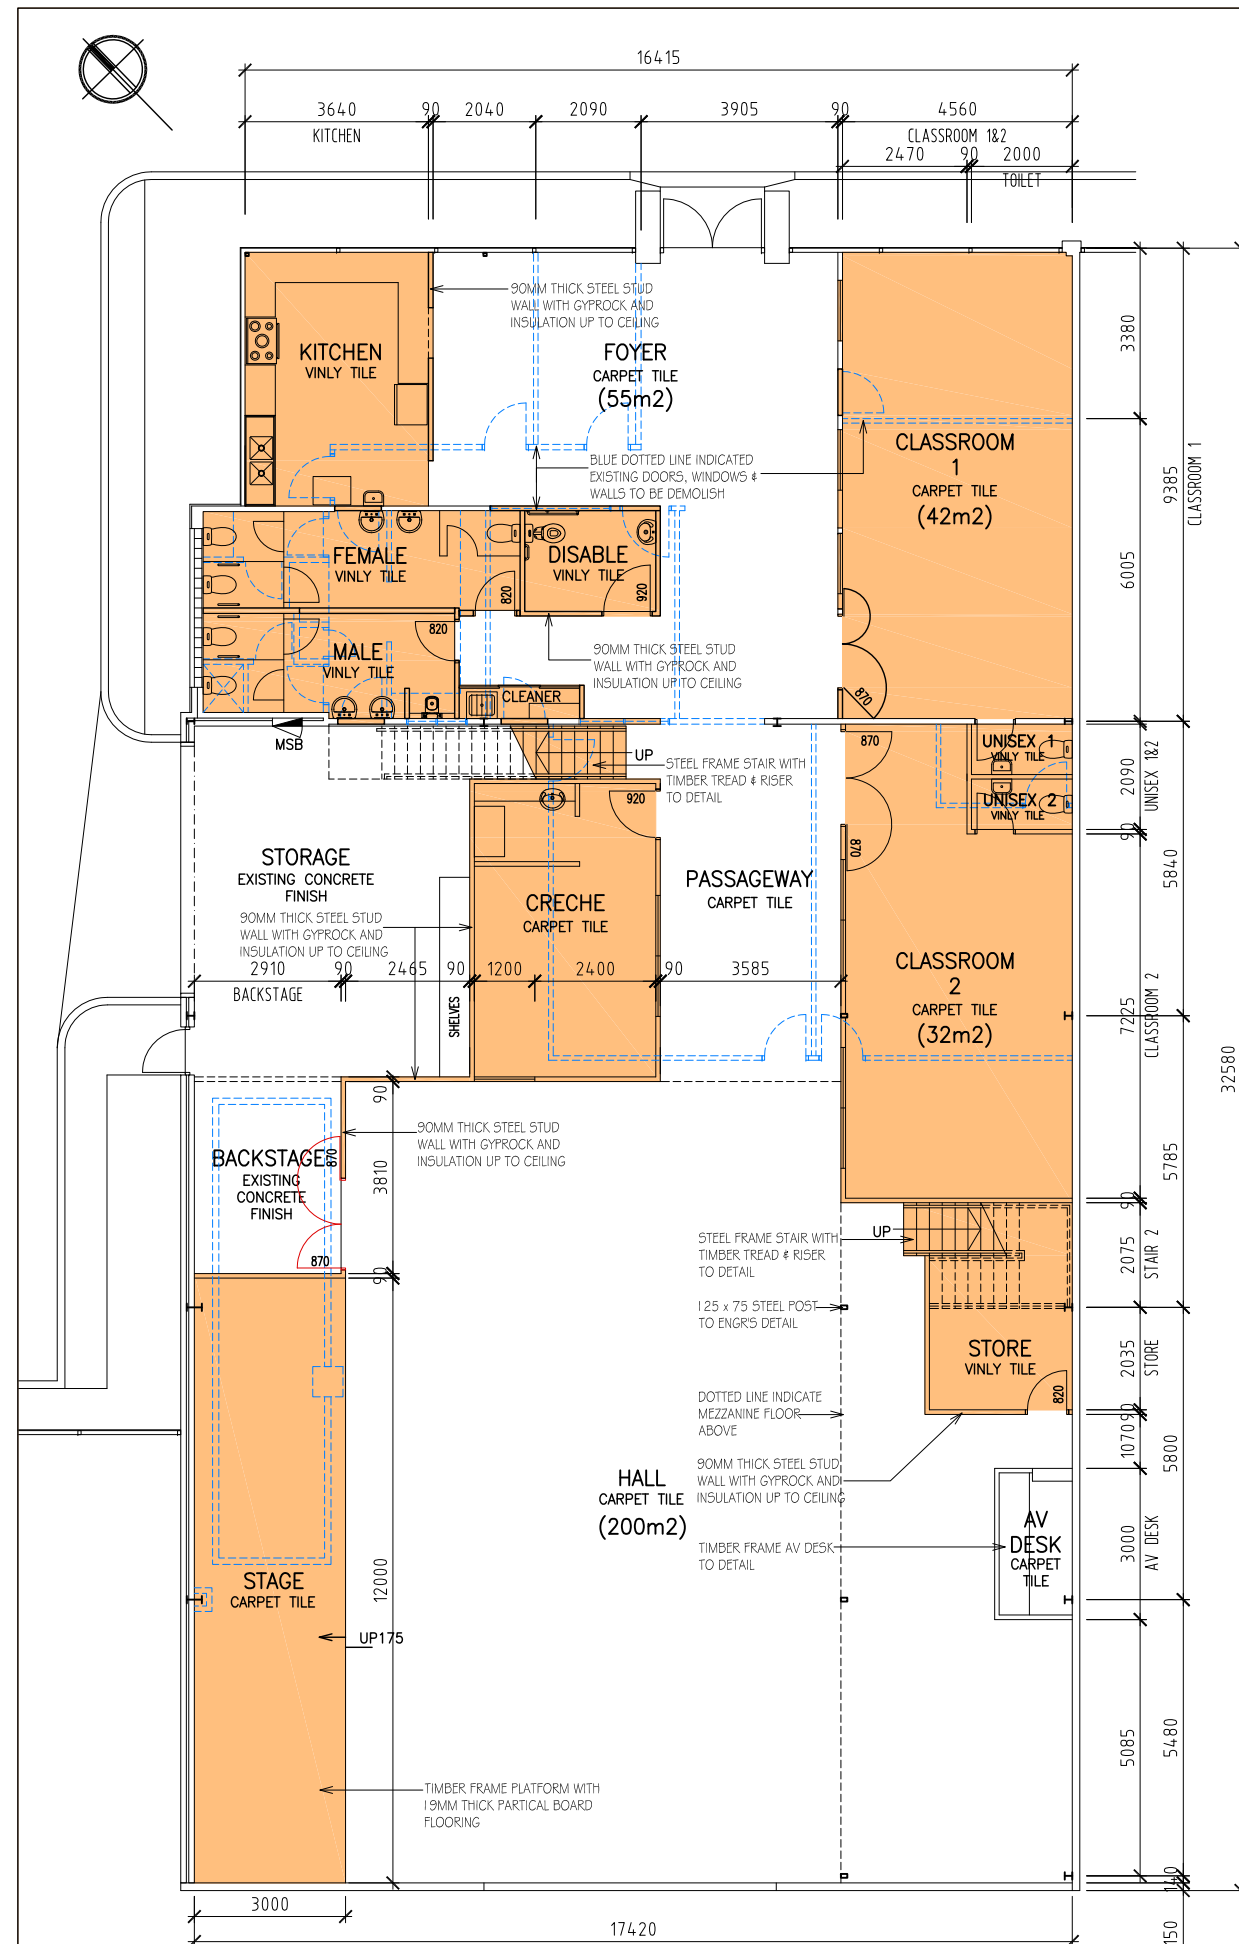 16415
3640
90
2040
2090
3905
90
4560
KITCHEN
CLASSROOM 1&2
2470
90
2000
TOILET
90MM THICK STEEL STUD
WALL WITH GYPROCK AND
INSULATION UP TO CEILING
KITCHEN
VINLY TILE
FOYER
CARPET TILE
(55m2)
3380
CLASSROOM
1
CARPET TILE
(42m2)
9385
CLASSROOM 1
BLUE DOTTED LINE INDICATED
EXISTING DOORS, WINDOWS &
WALLS TO BE DEMOLISH
6005
FEMALE
VINLY TILE
820
DISABLE
VINLY TILE
920
MALE
VINLY TILE
820
90MM THICK STEEL STUD
WALL WITH GYPROCK AND
INSULATION UP TO CEILING
CLEANER
870
MSB
UP
STEEL FRAME STAIR WITH
TIMBER TREAD & RISER
TO DETAIL
870
UNISEX 1
VINLY TILE
UNISEX 2
VINLY TILE
2090
UNISEX 1&2
90
920
870
STORAGE
EXISTING CONCRETE
FINISH
90MM THICK STEEL STUD
WALL WITH GYPROCK AND
INSULATION UP TO CEILING
CRECHE
CARPET TILE
PASSAGEWAY
CARPET TILE
5840
2910
90
2465
90
1200
2400
90
3585
BACKSTAGE
SHELVES
CLASSROOM
2
CARPET TILE
(32m2)
7225
CLASSROOM 2
32580
90
3810
90
90MM THICK STEEL STUD
WALL WITH GYPROCK AND
INSULATION UP TO CEILING
BACKSTAGE
EXISTING
CONCRETE
FINISH
870
870
5785
90
STEEL FRAME STAIR WITH
TIMBER TREAD & RISER
TO DETAIL
UP
2075
STAIR 2
125 x 75 STEEL POST
TO ENGR'S DETAIL
STORE
VINLY TILE
820
2035
STORE
DOTTED LINE INDICATE
MEZZANINE FLOOR
ABOVE
90
1070
5800
90MM THICK STEEL STUD
WALL WITH GYPROCK AND
INSULATION UP TO CEILING
HALL
CARPET TILE
(200m2)
AV
DESK
CARPET
TILE
3000
AV DESK
TIMBER FRAME AV DESK
TO DETAIL
STAGE
CARPET TILE
12000
UP175
5085
5480
TIMBER FRAME PLATFORM WITH
19MM THICK PARTICAL BOARD
FLOORING
140
3000
17420
150